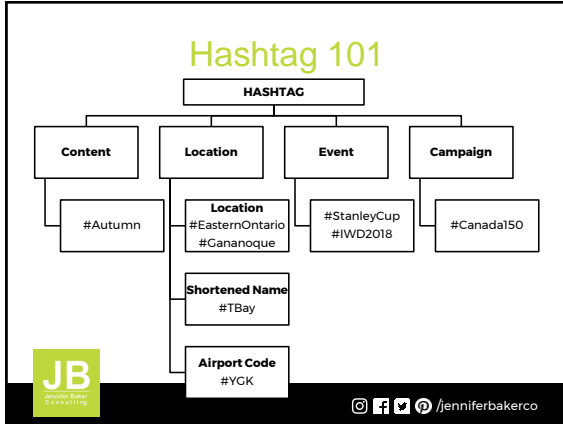 Hashtag 101
HASHTAG
Content
Location
Event
Campaign
#Autumn
Location
#EasternOntario
#Gananoque
#StanleyCup
#IWD2018
#Canada150
Shortened Name
#TBay
Airport Code
#YGK
JB
Jennifer Baker
Consulting
/jenniferbakerco